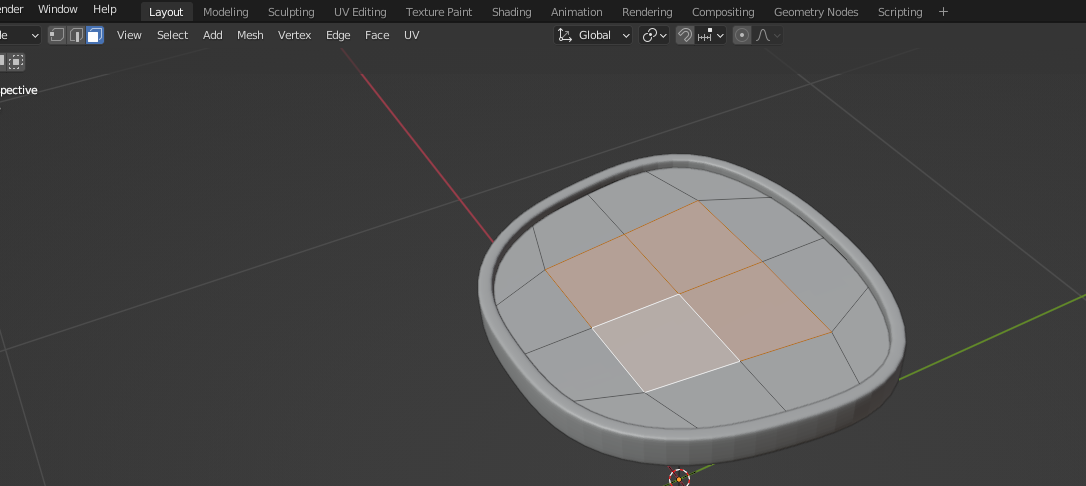 ender Window Help Layout Modeling Sculpting UV Editing Texture Paint Shading Animation Rendering Compositing Geometry Nodes Scripting +
de View Select Add Mesh Vertex Edge Face UV Global
spective